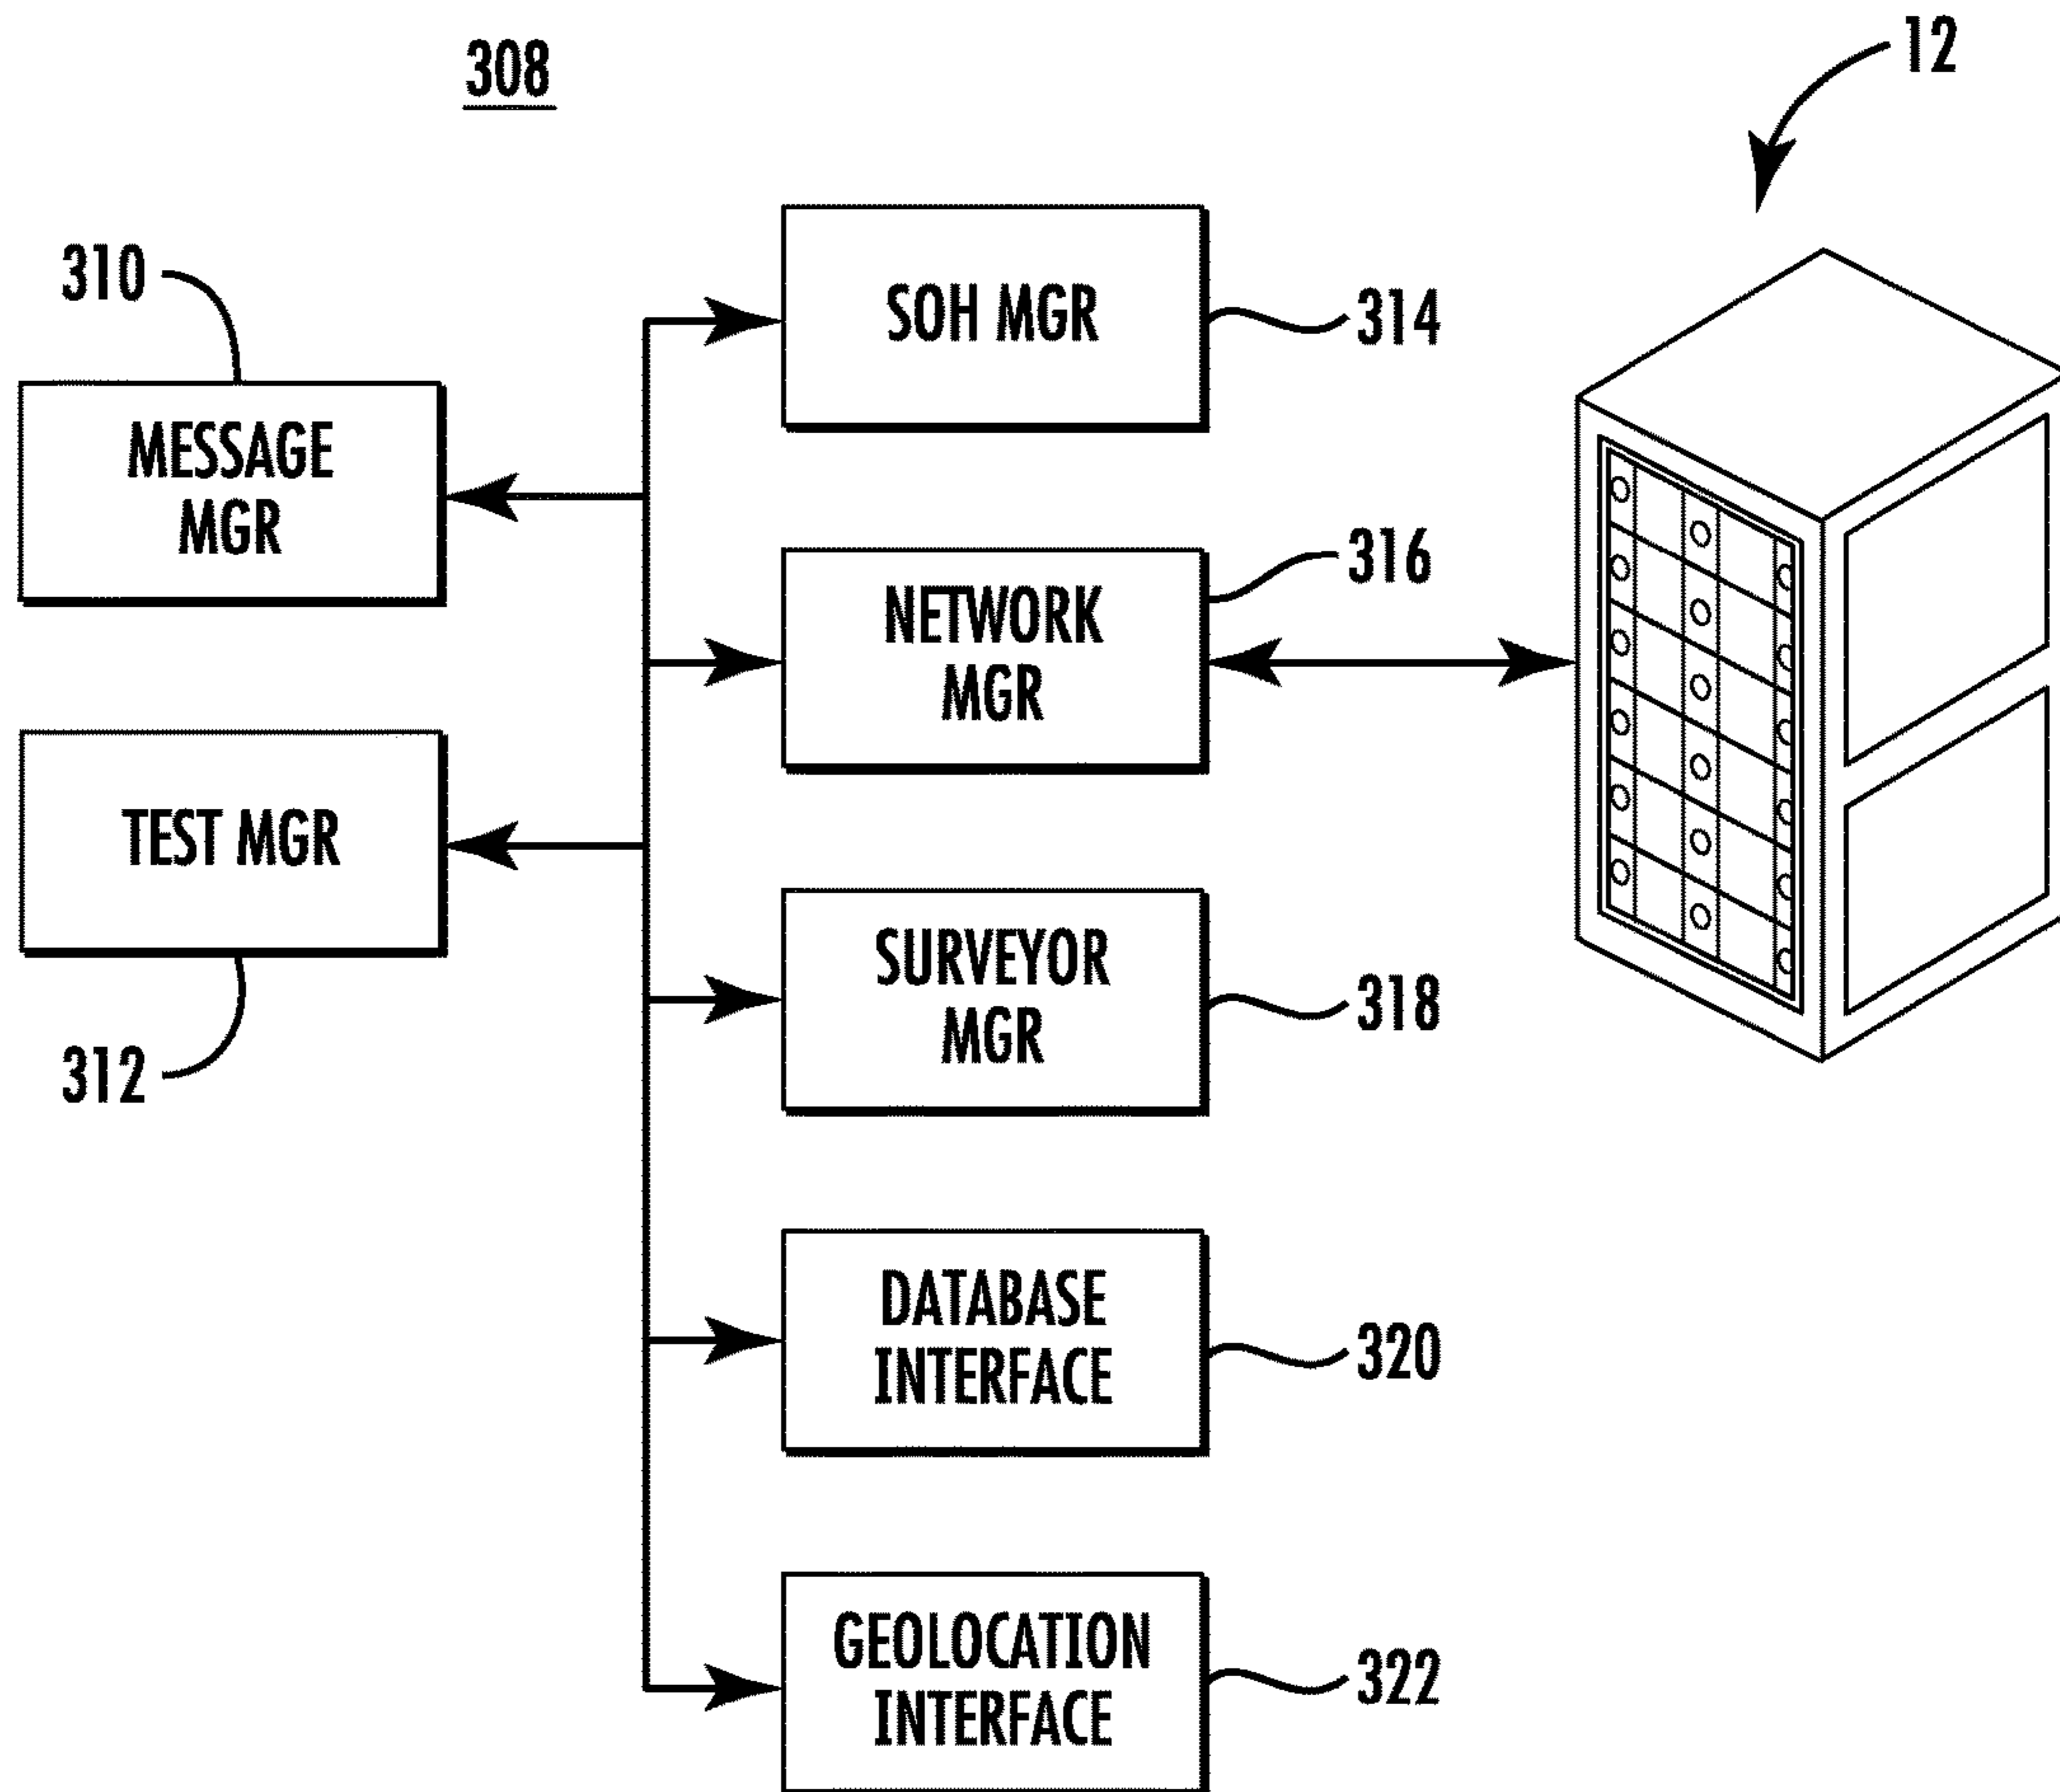 308
12
310
SOH MGR
314
MESSAGE
MGR
316
NETWORK
MGR
TEST MGR
312
SURVEYOR
MGR
318
DATABASE
INTERFACE
320
GEOLOCATION
INTERFACE
322